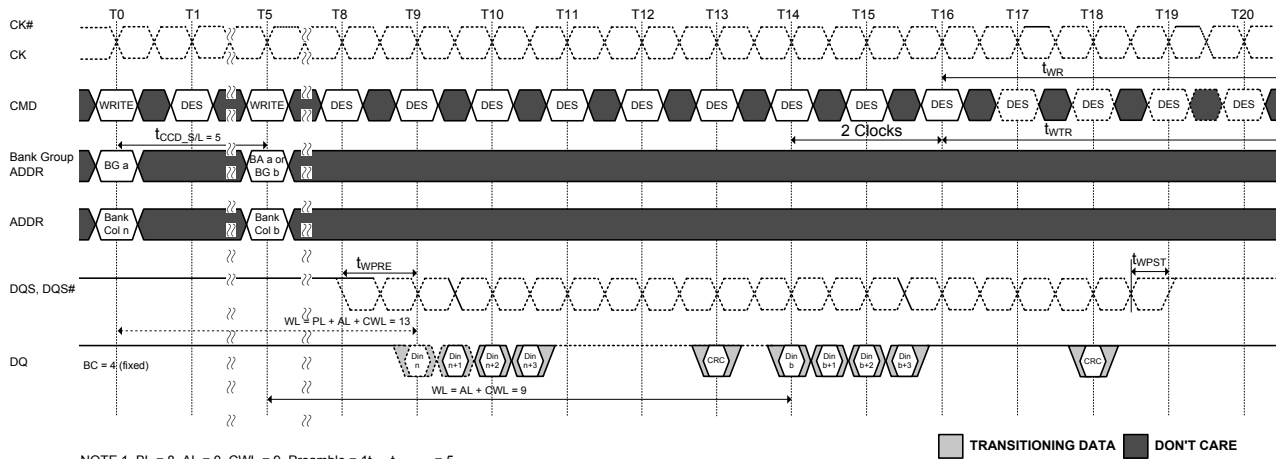 T0 T1 T5 T8 T9 T10 T11 T12 T13 T14 T15 T16 T17 T18 T19 T20
CK#
CK
tWR
CMD WRITE DES WRITE DES DES DES DES DES DES DES DES DES DES DES DES DES
tCCD_S/L = 5
2 Clocks
tWTR
Bank Group
ADDR
BG a
BA a or
BG b
ADDR
Bank
Col n
Bank
Col b
tWPRE
tWPST
DQS, DQS#
WL = PL + AL + CWL = 13
DQ
BC = 4 (fixed)
Din
n
Din
n+1
Din
n+2
Din
n+3
CRC
Din
b
Din
b+1
Din
b+2
Din
b+3
CRC
WL = AL + CWL = 9
TRANSITIONING DATA
DON'T CARE